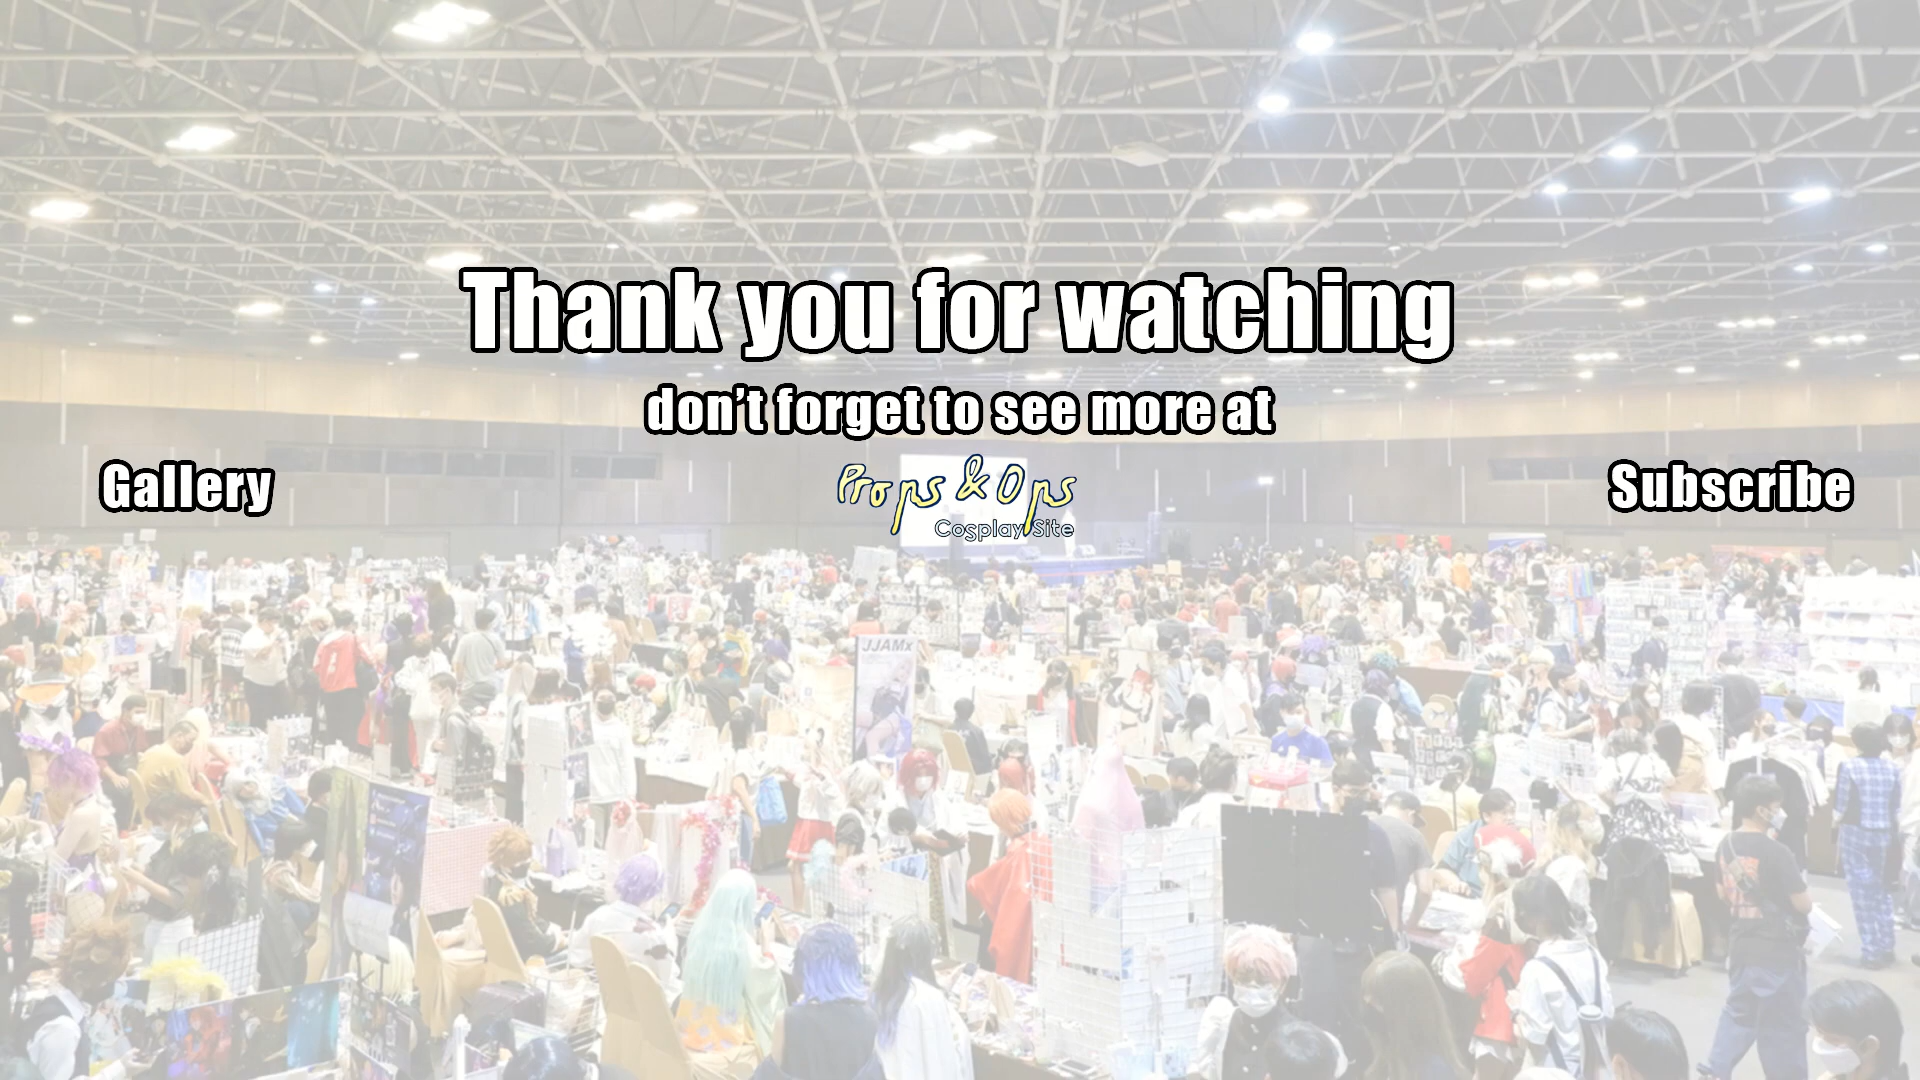 Thank you for watching
don't forget to see more at
Gallery
Props & Ops
Cosplay Site
Subscribe
JJAMX